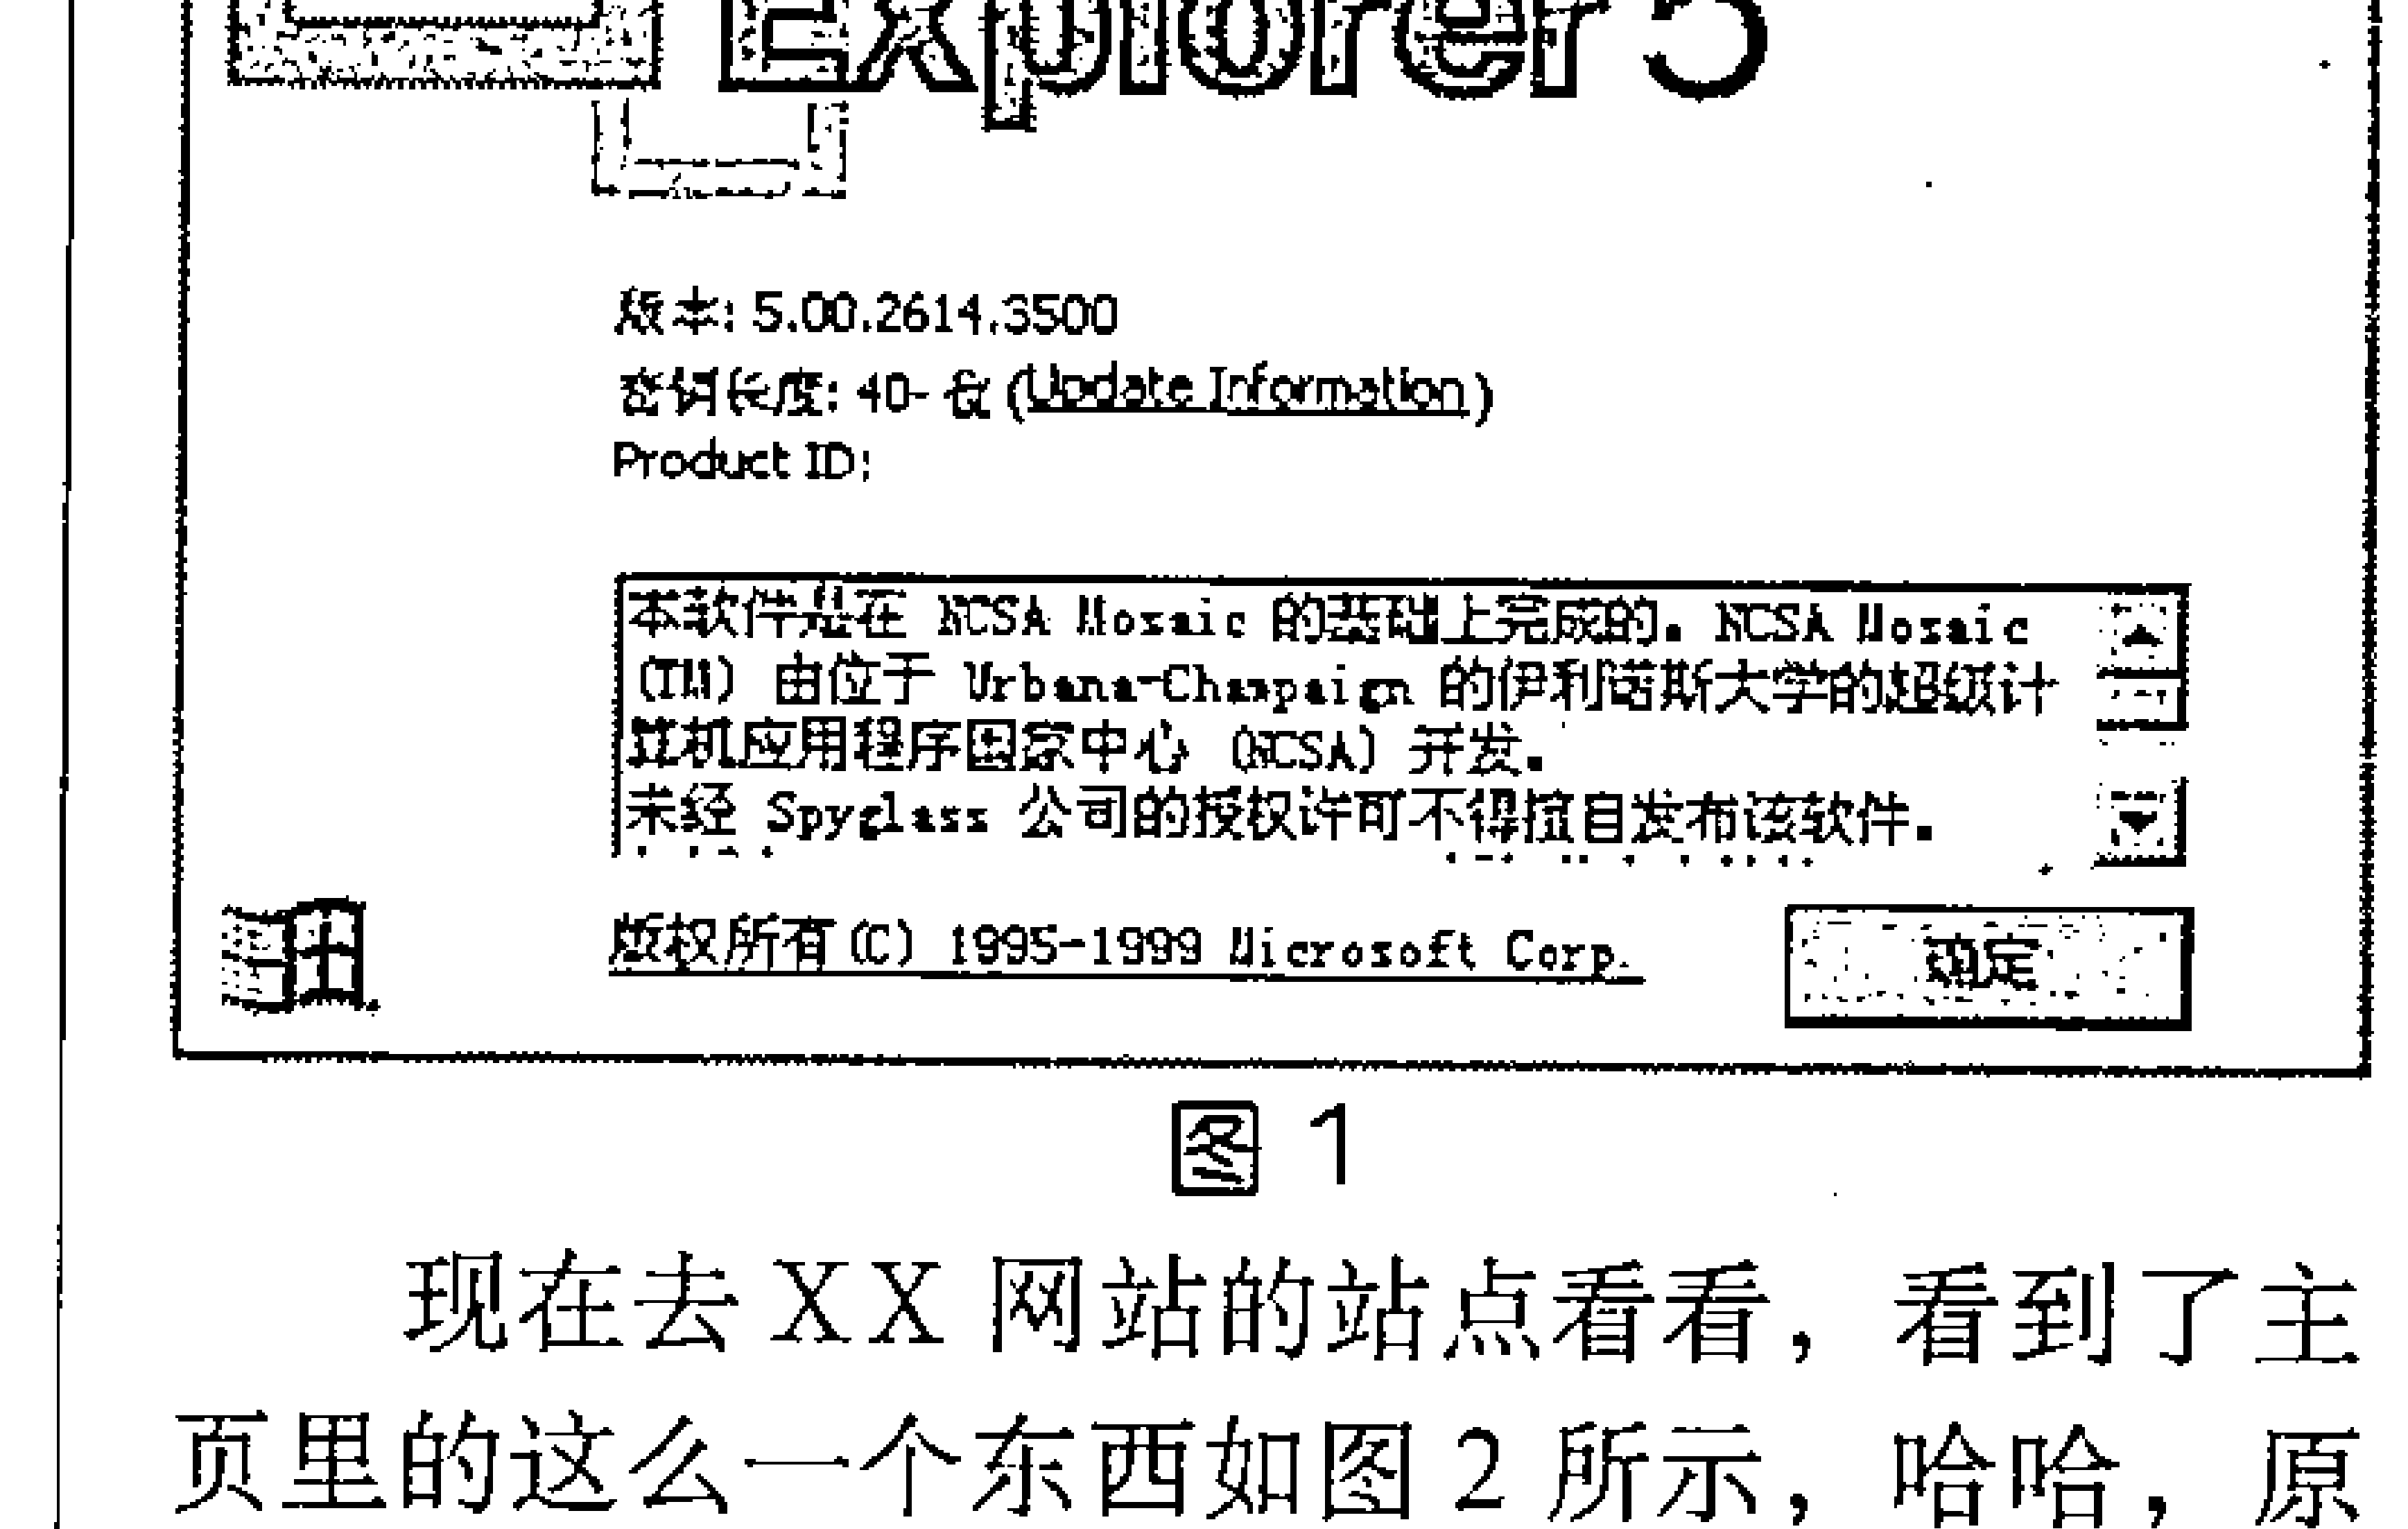 Explorer 5
版本: 5.00.2614.3500
密钥长度: 40- 位 (Update Information)
Product ID:
本软件是在 NCSA Mosaic 的基础上完成的。NCSA Mosaic
(TM) 由位于 Urbana-Champaign 的伊利诺斯大学的超级计
算机应用程序国家中心 (NCSA) 开发。
未经 Spyglass 公司的授权许可不得擅自发布该软件。
版权所有(C) 1995-1999 Microsoft Corp.
确定
图 1
现在去 XX 网站的站点看看，看到了主
页里的这么一个东西如图 2 所示，哈哈，原